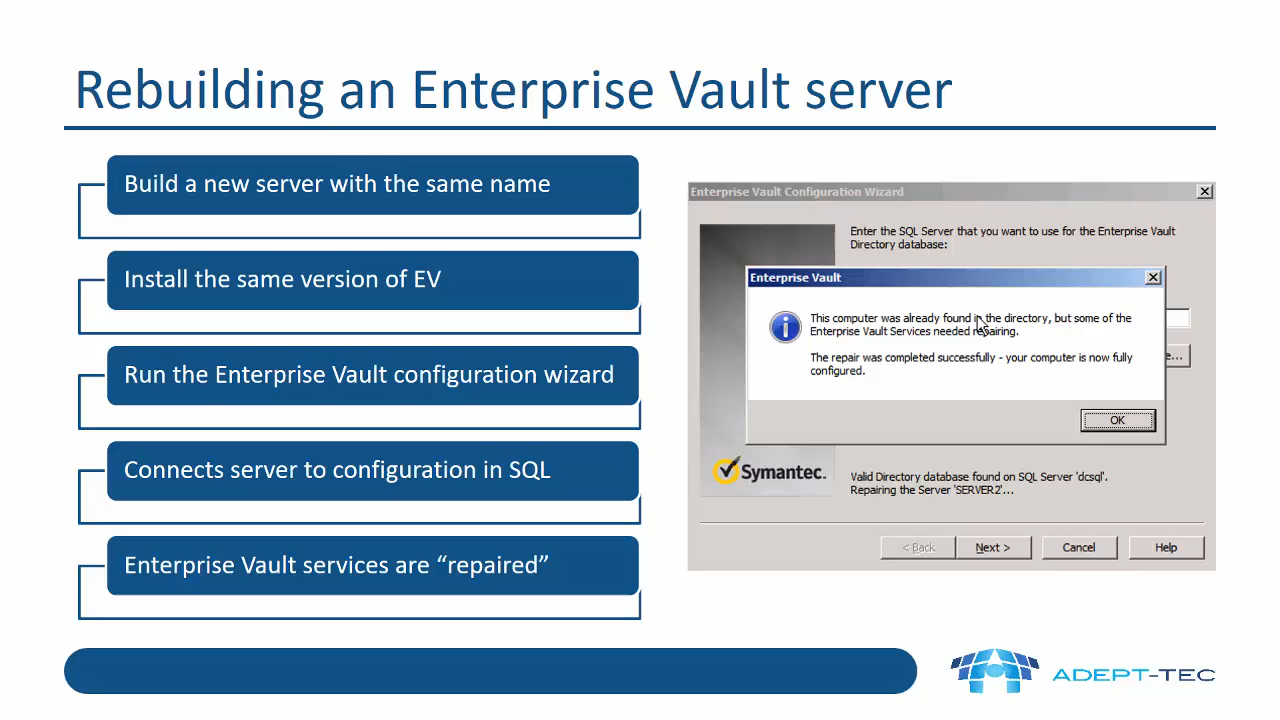 Rebuilding an Enterprise Vault server
Build a new server with the same name
Install the same version of EV
Run the Enterprise Vault configuration wizard
Connects server to configuration in SQL
Enterprise Vault services are “repaired”
Enterprise Vault Configuration Wizard
Enter the SQL Server that you want to use for the Enterprise Vault
Directory database:
Enterprise Vault
This computer was already found in the directory, but some of the
Enterprise Vault Services needed repairing.
The repair was completed successfully - your computer is now fully
configured.
e...
OK
Symantec.
Valid Directory database found on SQL Server 'dcsql'.
Repairing the Server 'SERVER2'...
< Back
Next >
Cancel
Help
ADEPT-TEC